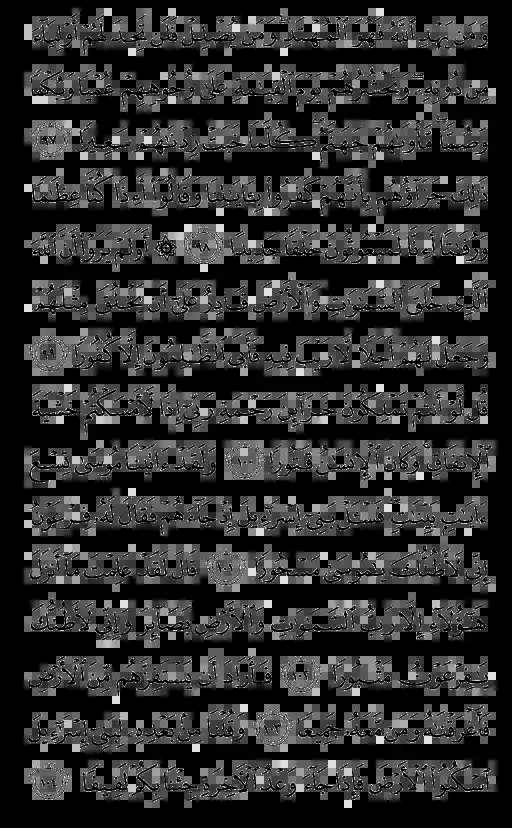 وَمَن يَهْدِ ٱللَّهُ فَهُوَ ٱلْمُهْتَدِ وَمَن يُضْلِلْ فَلَن تَجِدَ لَهُمْ أَوْلِيَآءَ
مِن دُونِهِۦ وَنَحْشُرُهُمْ يَوْمَ ٱلْقِيَٰمَةِ عَلَىٰ وُجُوهِهِمْ عُمْيًا وَبُكْمًا
وَصُمًّا مَّأْوَىٰهُمْ جَهَنَّمُ كُلَّمَا خَبَتْ زِدْنَٰهُمْ سَعِيرًا ٩٧
ذَٰلِكَ جَزَآؤُهُم بِأَنَّهُمْ كَفَرُوا۟ بِـَٔايَٰتِنَا وَقَالُوٓا۟ أَءِذَا كُنَّا عِظَٰمًا
وَرُفَٰتًا أَءِنَّا لَمَبْعُوثُونَ خَلْقًا جَدِيدًا ٩٨ ۞ أَوَلَمْ يَرَوْا۟ أَنَّ ٱللَّهَ
ٱلَّذِى خَلَقَ ٱلسَّمَٰوَٰتِ وَٱلْأَرْضَ قَادِرٌ عَلَىٰٓ أَن يَخْلُقَ مِثْلَهُمْ
وَجَعَلَ لَهُمْ أَجَلًا لَّا رَيْبَ فِيهِ فَأَبَى ٱلظَّٰلِمُونَ إِلَّا كُفُورًا ٩٩
قُل لَّوْ أَنتُمْ تَمْلِكُونَ خَزَآئِنَ رَحْمَةِ رَبِّىٓ إِذًا لَّأَمْسَكْتُمْ خَشْيَةَ
ٱلْإِنفَاقِ وَكَانَ ٱلْإِنسَٰنُ قَتُورًا ١٠٠ وَلَقَدْ ءَاتَيْنَا مُوسَىٰ تِسْعَ
ءَايَٰتٍۭ بَيِّنَٰتٍ فَسْـَٔلْ بَنِىٓ إِسْرَٰٓءِيلَ إِذْ جَآءَهُمْ فَقَالَ لَهُۥ فِرْعَوْنُ
إِنِّى لَأَظُنُّكَ يَٰمُوسَىٰ مَسْحُورًا ١٠١ قَالَ لَقَدْ عَلِمْتَ مَآ أَنزَلَ
هَٰٓؤُلَآءِ إِلَّا رَبُّ ٱلسَّمَٰوَٰتِ وَٱلْأَرْضِ بَصَآئِرَ وَإِنِّى لَأَظُنُّكَ
يَٰفِرْعَوْنُ مَثْبُورًا ١٠٢ فَأَرَادَ أَن يَسْتَفِزَّهُم مِّنَ ٱلْأَرْضِ
فَأَغْرَقْنَٰهُ وَمَن مَّعَهُۥ جَمِيعًا ١٠٣ وَقُلْنَا مِنۢ بَعْدِهِۦ لِبَنِىٓ إِسْرَٰٓءِيلَ
ٱسْكُنُوا۟ ٱلْأَرْضَ فَإِذَا جَآءَ وَعْدُ ٱلْءَاخِرَةِ جِئْنَا بِكُمْ لَفِيفًا ١٠٤